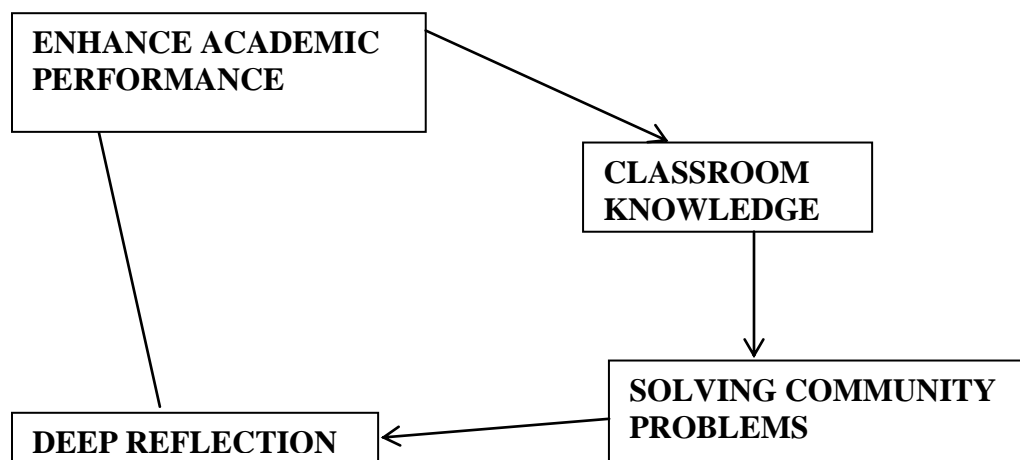 ENHANCE ACADEMIC
PERFORMANCE
CLASSROOM
KNOWLEDGE
SOLVING COMMUNITY
PROBLEMS
DEEP REFLECTION